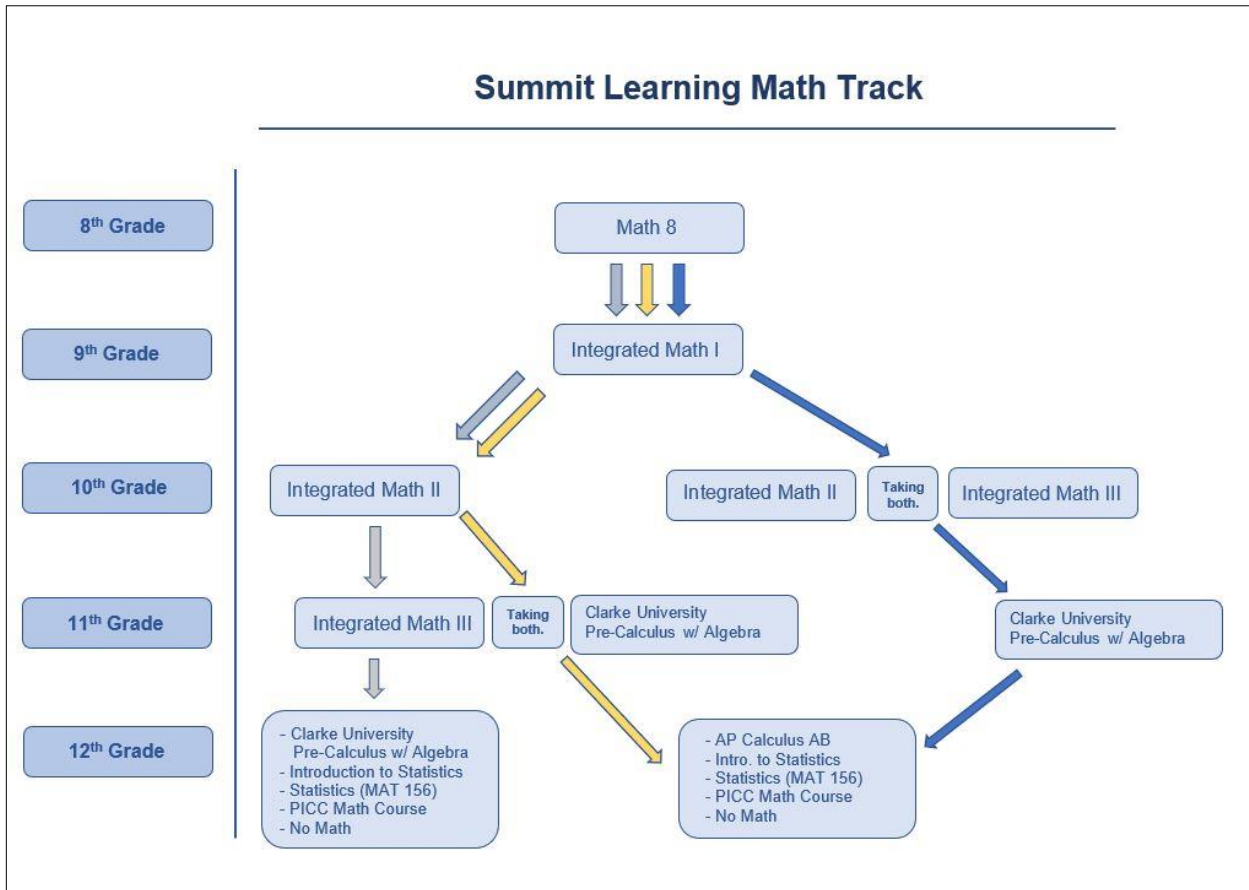 Summit Learning Math Track
8th Grade
Math 8
9th Grade
Integrated Math I
10th Grade
Integrated Math II
Integrated Math II
Taking
both.
Integrated Math III
11th Grade
Integrated Math III
Taking
both.
Clarke University
Pre-Calculus w/ Algebra
Clarke University
Pre-Calculus w/ Algebra
12th Grade
- Clarke University
Pre-Calculus w/ Algebra
- Introduction to Statistics
- Statistics (MAT 156)
- PICC Math Course
- No Math
- AP Calculus AB
- Intro. to Statistics
- Statistics (MAT 156)
- PICC Math Course
- No Math